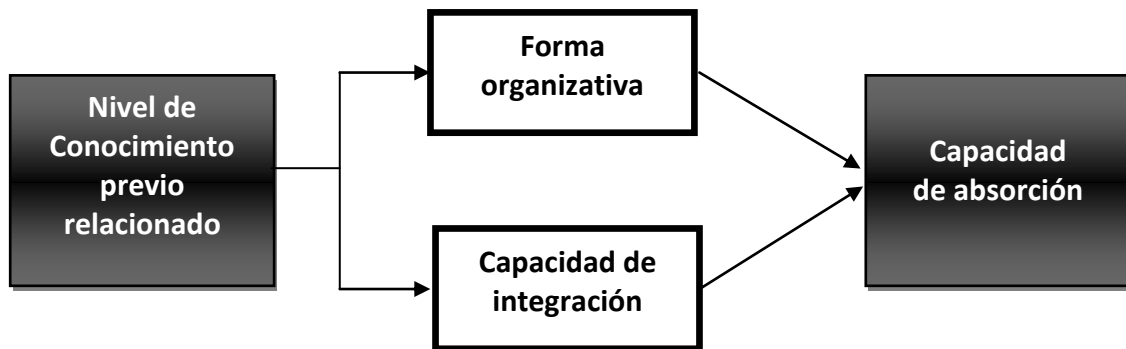 Nivel de
Conocimiento
previo
relacionado
Forma
organizativa
Capacidad de
integración
Capacidad
de absorción